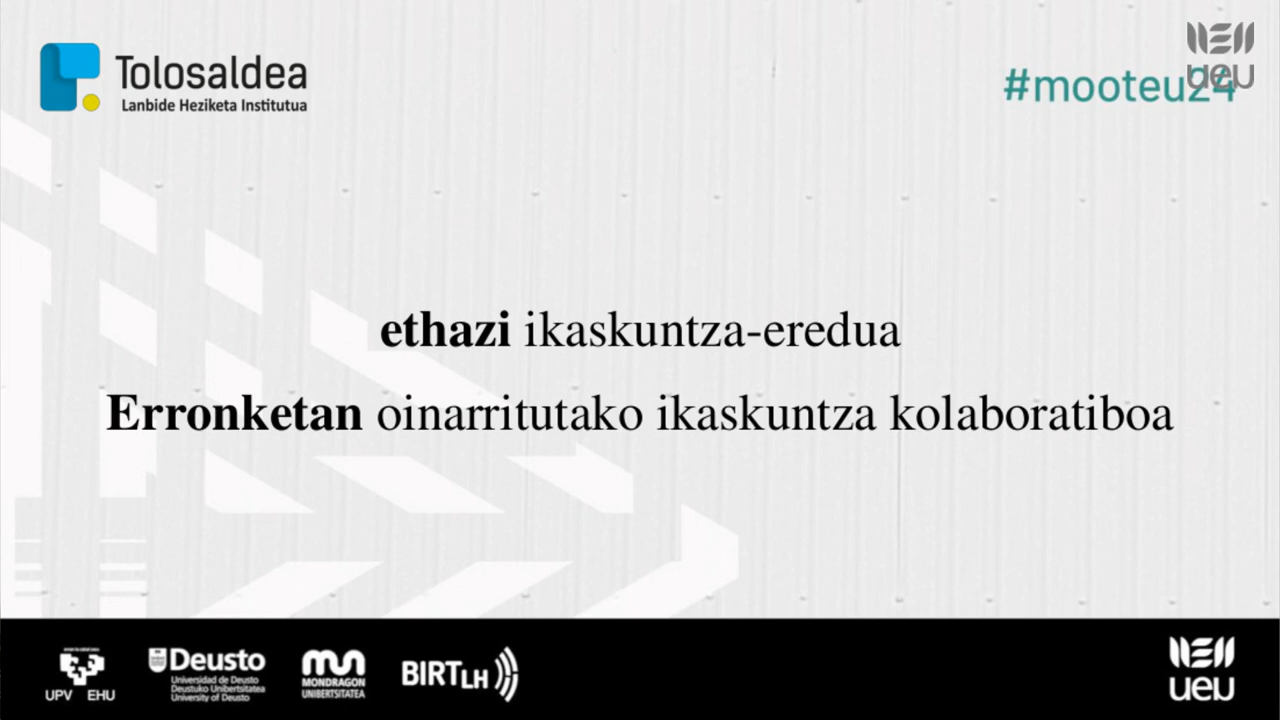 Tolosaldea
Lanbide Heziketa Institutua
#mooteu24
ueu
ethazi ikaskuntza-eredua
Erronketan oinarritutako ikaskuntza kolaboratiboa
UPV EHU
Deusto
Universidad de Deusto
Deustuko Unibertsitatea
University of Deusto
MONDRAGON
UNIBERTSITATEA
BIRTLH
ueu